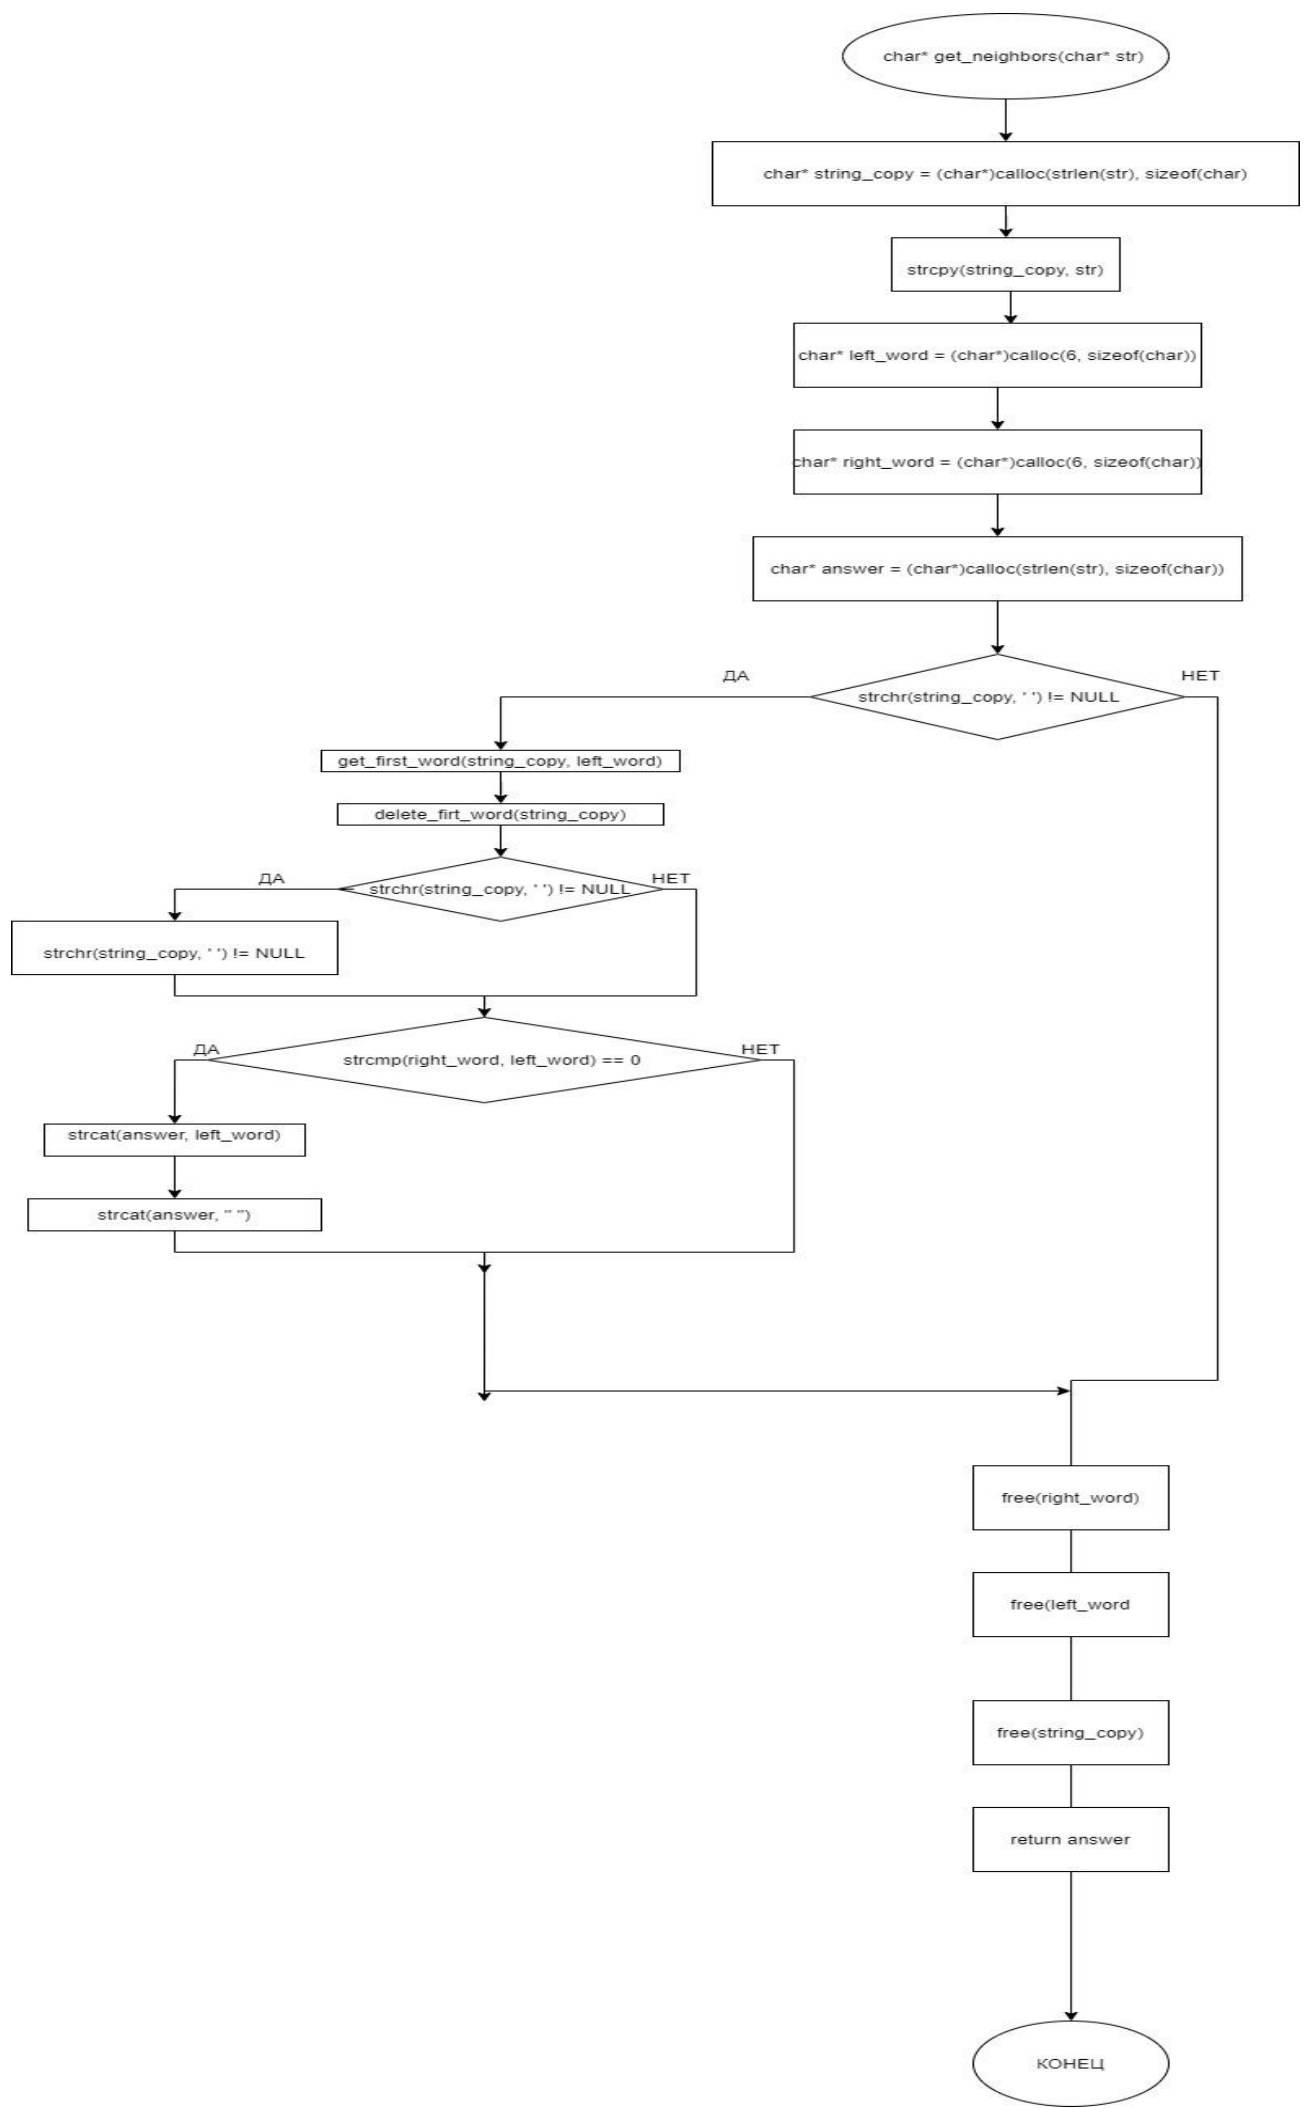 char* get_neighbors(char* str)
char* string_copy = (char*)calloc(strlen(str), sizeof(char)
strcpy(string_copy, str)
char* left_word = (char*)calloc(6, sizeof(char))
char* right_word = (char*)calloc(6, sizeof(char))
char* answer = (char*)calloc(strlen(str), sizeof(char))
ДА
НЕТ
strchr(string_copy, ' ') != NULL
get_first_word(string_copy, left_word)
delete_firt_word(string_copy)
ДА
НЕТ
strchr(string_copy, ' ') != NULL
strchr(string_copy, ' ') != NULL
ДА
НЕТ
strcmp(right_word, left_word) == 0
strcat(answer, left_word)
strcat(answer, " ")
free(right_word)
free(left_word
free(string_copy)
return answer
КОНЕЦ